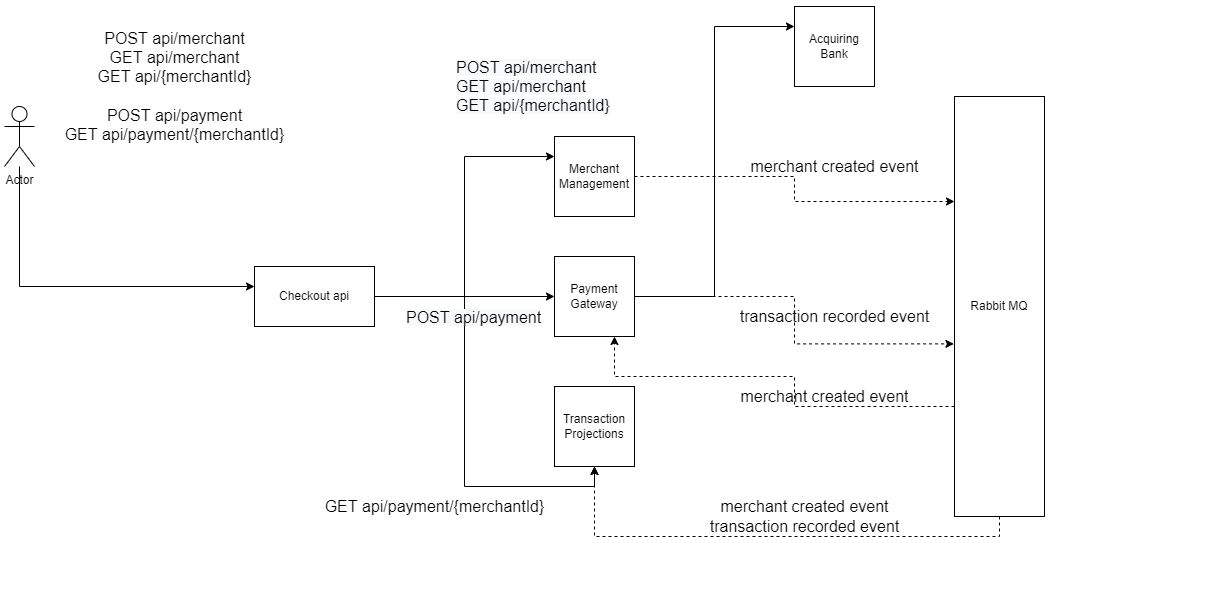 POST api/merchant
GET api/merchant
GET api/{merchantId}
POST api/payment
GET api/payment/{merchantId}
Actor
Checkout api
POST api/merchant
GET api/merchant
GET api/{merchantId}
Merchant
Management
POST api/payment
Payment
Gateway
Transaction
Projections
GET api/payment/{merchantId}
Acquiring
Bank
merchant created event
transaction recorded event
merchant created event
merchant created event
transaction recorded event
Rabbit MQ